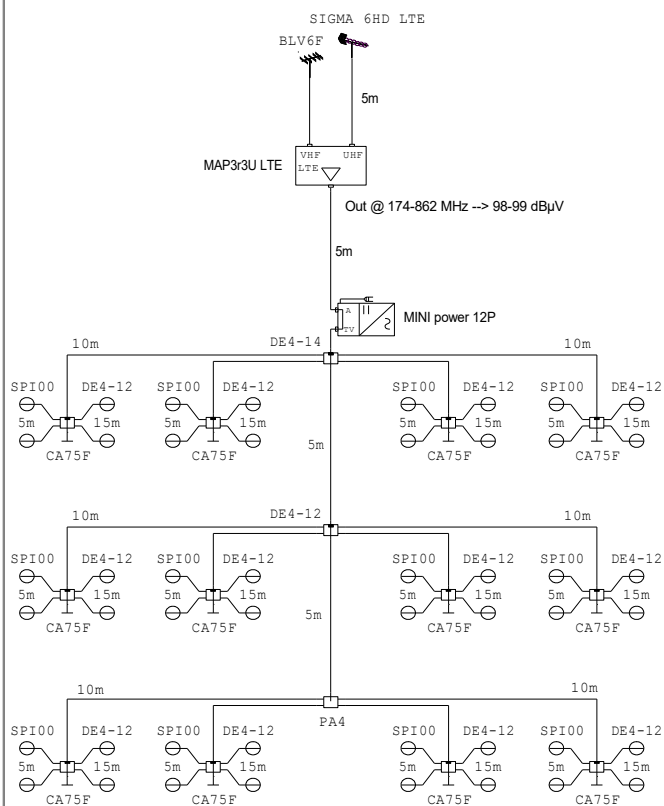 SIGMA 6HD LTE
BLV6F
5m
VHF UHF
LTE
MAP3r3U LTE
Out @ 174-862 MHz --> 98-99 dBµV
5m
A
TV
MINI power 12P
DE4-14
10m 10m
SPI00 DE4-12 SPI00 DE4-12 SPI00 DE4-12 SPI00 DE4-12
5m 15m 5m 15m 5m 15m 5m 15m
CA75F CA75F CA75F CA75F
5m
DE4-12
10m 10m
SPI00 DE4-12 SPI00 DE4-12 SPI00 DE4-12 SPI00 DE4-12
5m 15m 5m 15m 5m 15m 5m 15m
CA75F CA75F CA75F CA75F
5m
10m 10m
PA4
SPI00 DE4-12 SPI00 DE4-12 SPI00 DE4-12 SPI00 DE4-12
5m 15m 5m 15m 5m 15m 5m 15m
CA75F CA75F CA75F CA75F